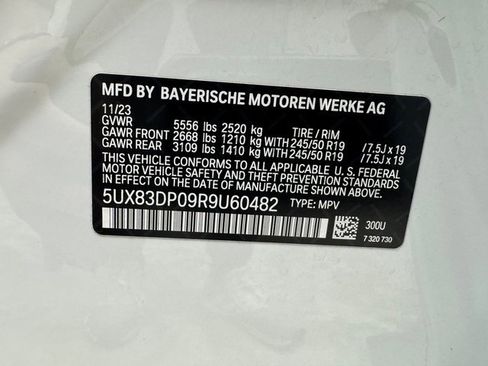 MFD BY BAYERISCHE MOTOREN WERKE AG
11/23
GVWR 5556 lbs 2520 kg TIRE / RIM
GAWR FRONT 2668 lbs 1210 kg WITH 245/50 R19 /7.5J x 19
GAWR REAR 3109 lbs 1410 kg WITH 245/50 R19 /7.5J x 19
THIS VEHICLE CONFORMS TO ALL APPLICABLE U. S. FEDERAL
MOTOR VEHICLE SAFETY, AND THEFT PREVENTION STANDARDS
IN EFFECT ON THE DATE OF MANUFACTURE SHOWN ABOVE.
5UX83DP09R9U60482 TYPE: MPV
300U
7 320 730